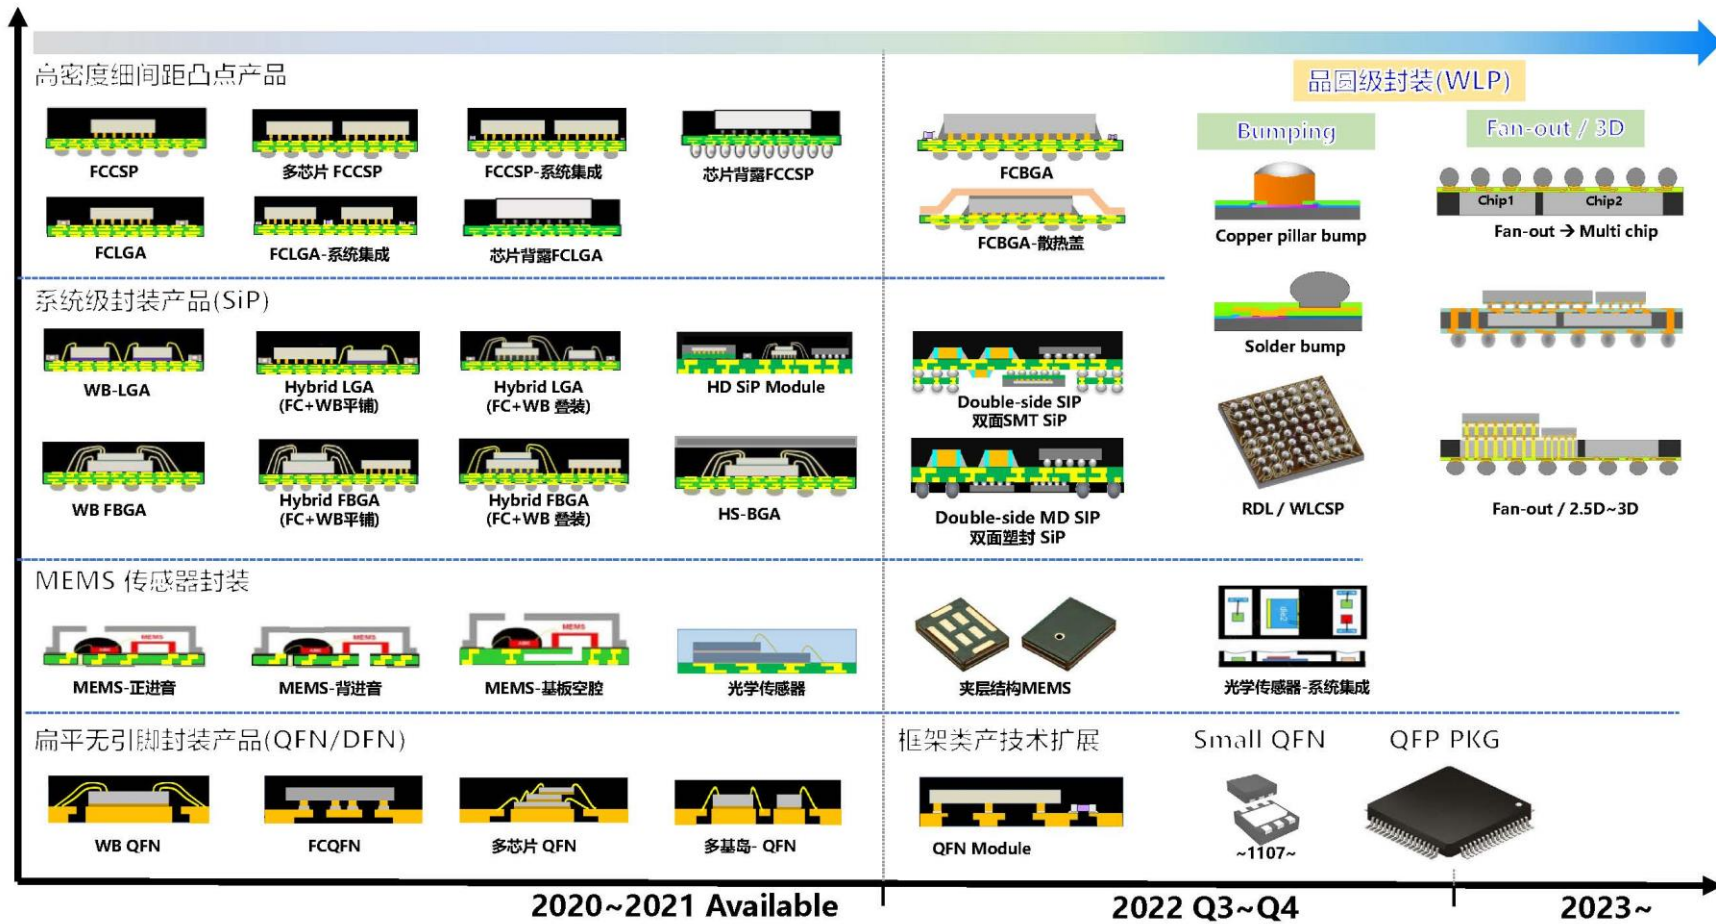 高密度细间距凸点产品
FCCSP
多芯片 FCCSP
FCCSP-系统集成
芯片背露FCCSP
FCLGA
FCLGA-系统集成
芯片背露FCLGA
FCBGA
FCBGA-散热盖
晶圆级封装(WLP)
Bumping
Fan-out / 3D
Copper pillar bump
Chip1
Chip2
Fan-out → Multi chip
Solder bump
RDL / WLCSP
Fan-out / 2.5D~3D
系统级封装产品(SiP)
WB-LGA
Hybrid LGA
(FC+WB平铺)
Hybrid LGA
(FC+WB 叠装)
HD SiP Module
Double-side SIP
双面SMT SiP
WB FBGA
Hybrid FBGA
(FC+WB平铺)
Hybrid FBGA
(FC+WB 叠装)
HS-BGA
Double-side MD SIP
双面塑封 SiP
MEMS 传感器封装
MEMS
MEMS
MEMS
MEMS-正进音
MEMS-背进音
MEMS-基板空腔
光学传感器
夹层结构MEMS
光学传感器-系统集成
扁平无引脚封装产品(QFN/DFN)
WB QFN
FCQFN
多芯片 QFN
多基岛- QFN
框架类产技术扩展
Small QFN
QFP PKG
QFN Module
~1107~
2020~2021 Available
2022 Q3~Q4
2023~